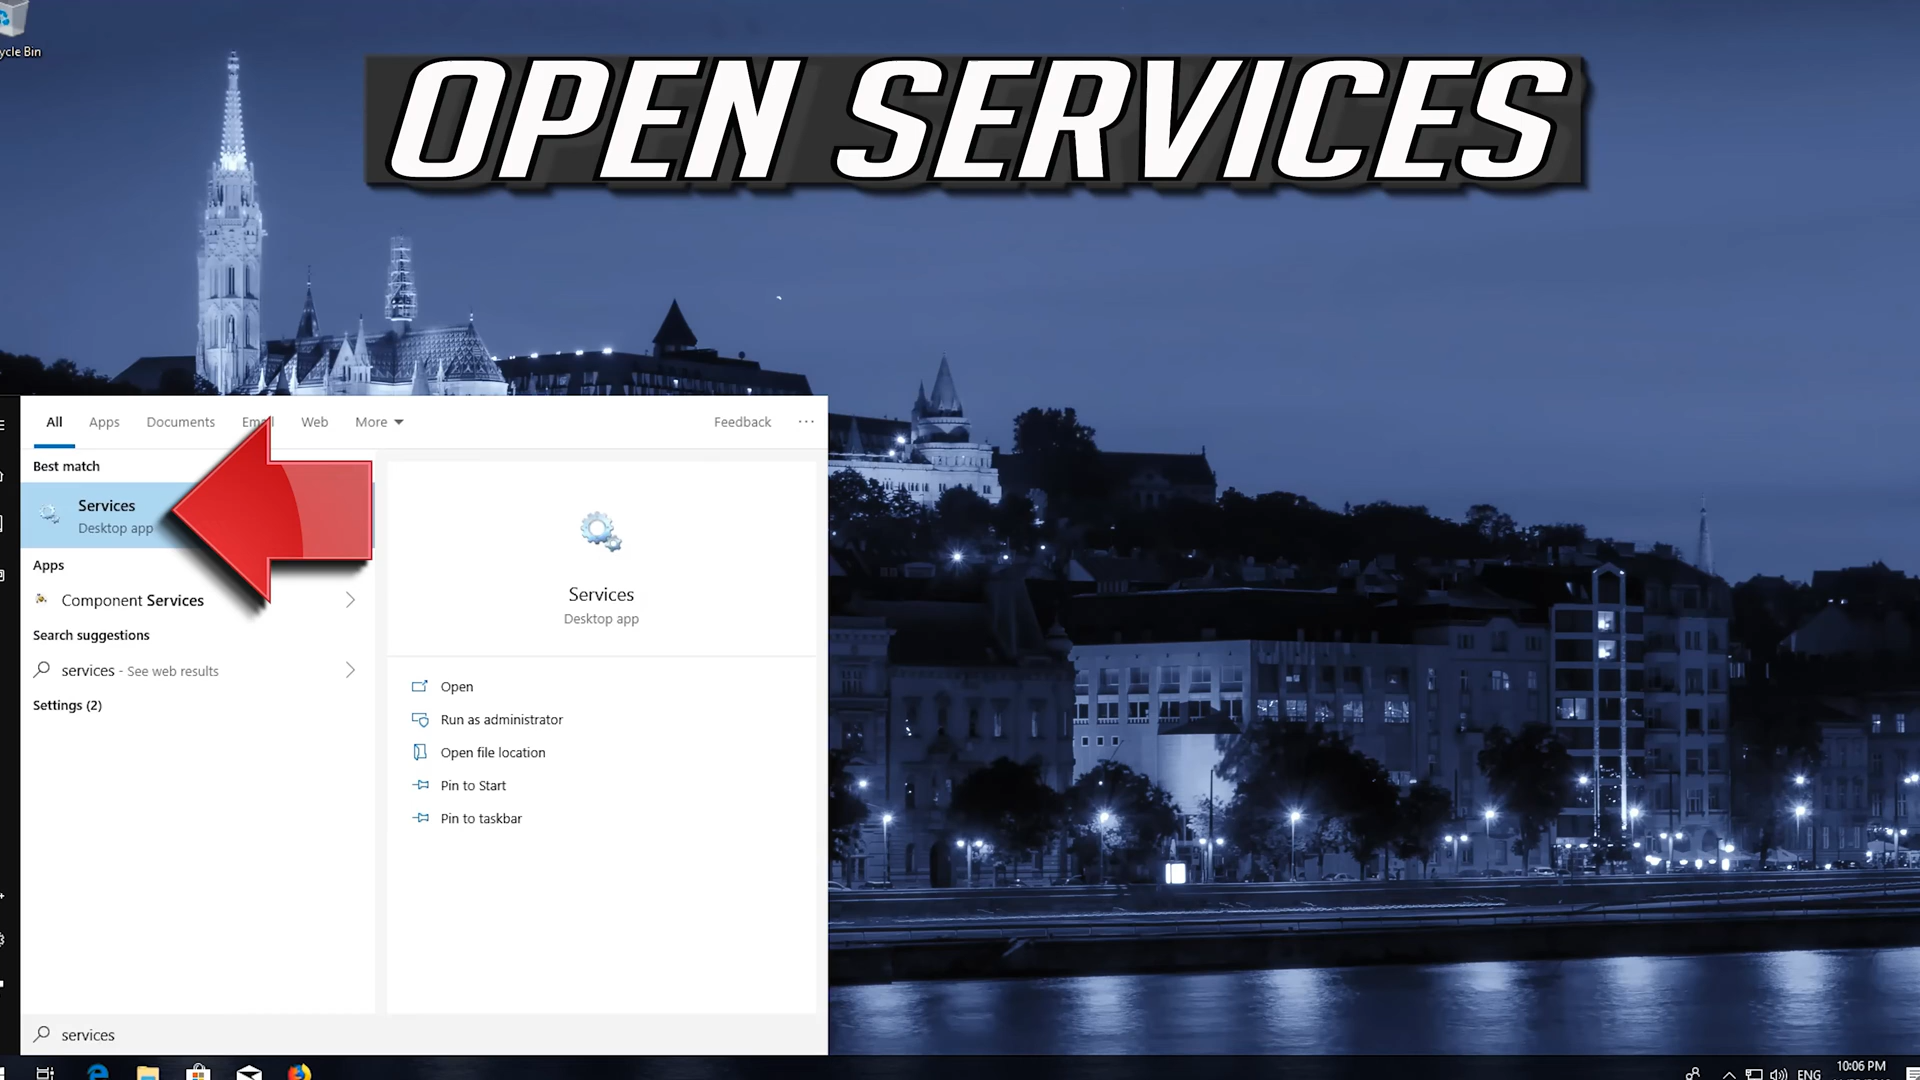 cycle Bin
OPEN SERVICES
All Apps Documents Email Web More Feedback
Best match
Services
Desktop app
Apps
Component Services
Search suggestions
services - See web results
Settings (2)
Services
Desktop app
Open
Run as administrator
Open file location
Pin to Start
Pin to taskbar
services
ENG 10:06 PM